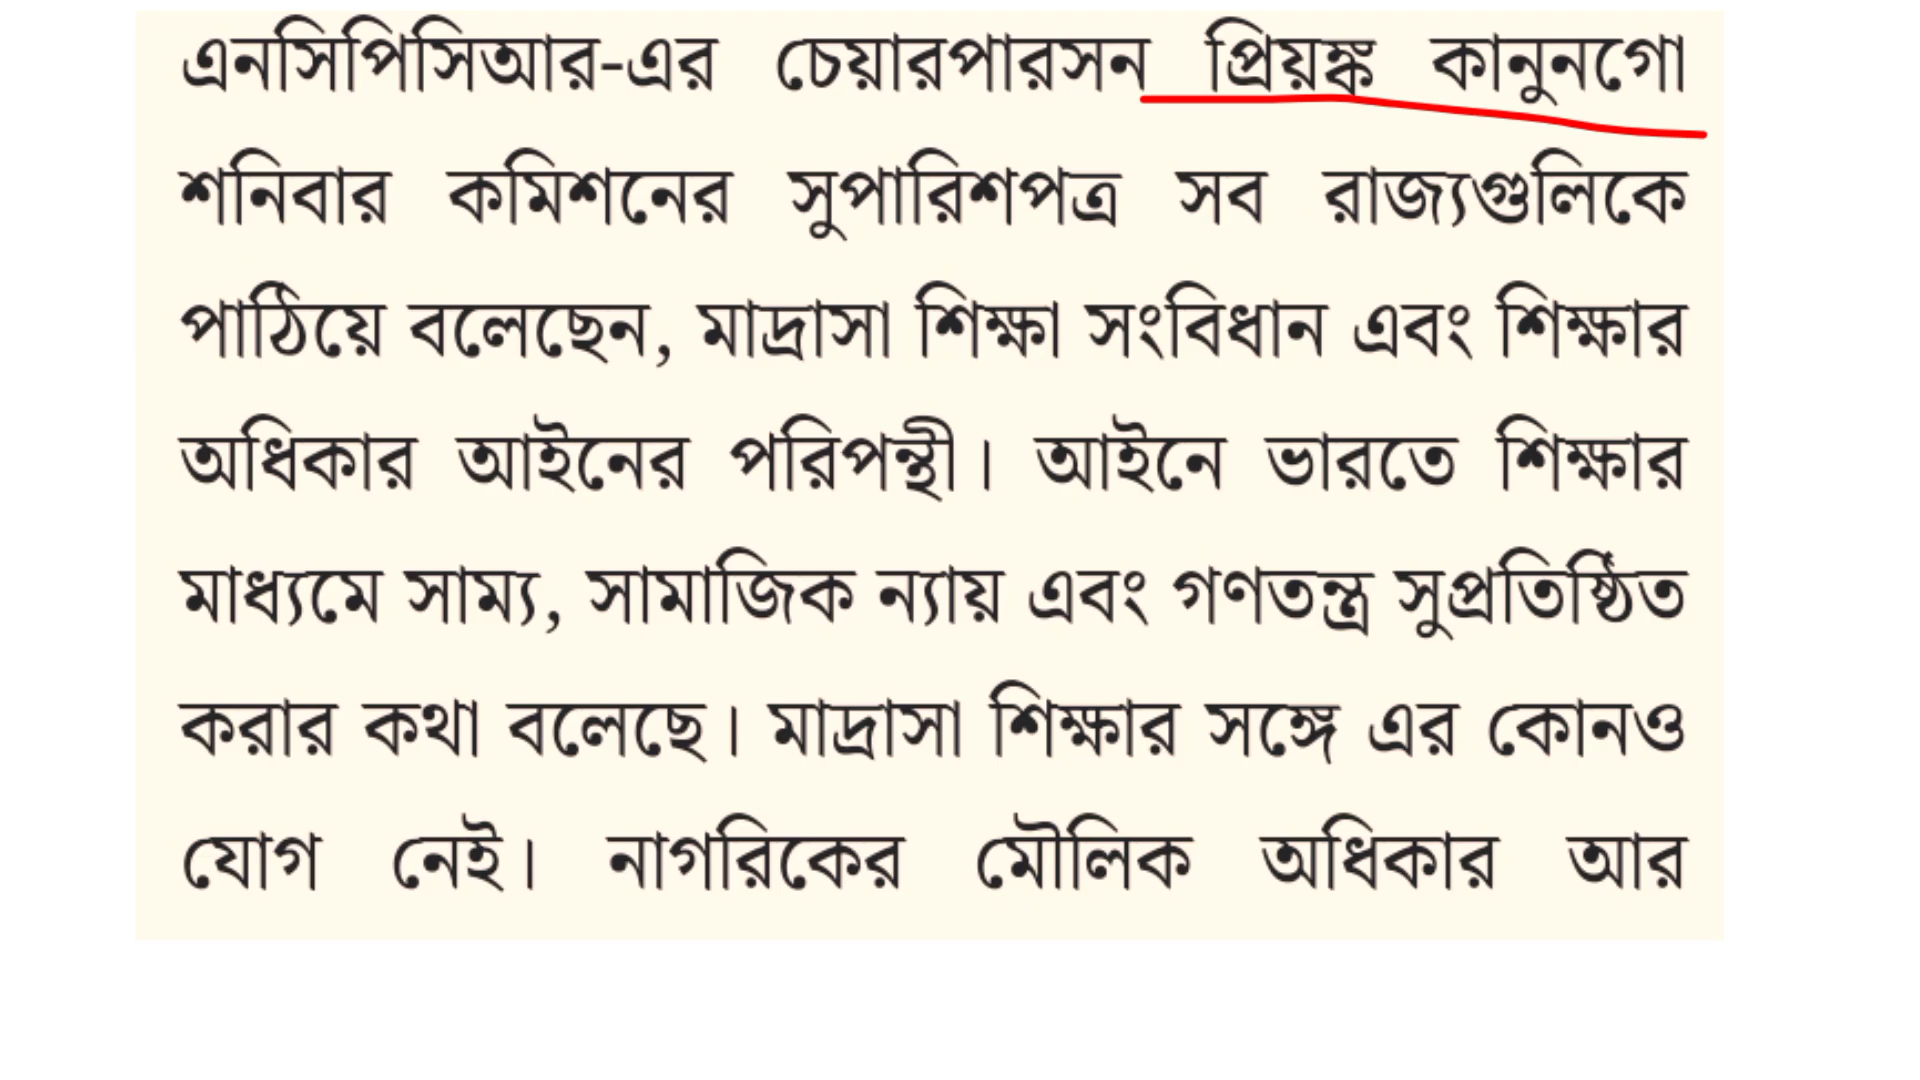 এনসিপিসিআর-এর চেয়ারপারসন প্রিয়ঙ্ক কানুনগো
শনিবার কমিশনের সুপারিশপত্র সব রাজ্যগুলিকে
পাঠিয়ে বলেছেন, মাদ্রাসা শিক্ষা সংবিধান এবং শিক্ষার
অধিকার আইনের পরিপন্থী। আইনে ভারতে শিক্ষার
মাধ্যমে সাম্য, সামাজিক ন্যায় এবং গণতন্ত্র সুপ্রতিষ্ঠিত
করার কথা বলেছে। মাদ্রাসা শিক্ষার সঙ্গে এর কোনও
যোগ নেই। নাগরিকের মৌলিক অধিকার আর